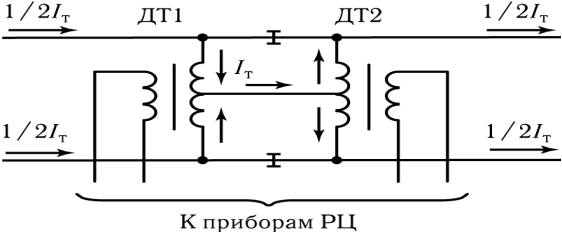 1/2Iт ДТ1 ДТ2 1/2Iт
Iт
1/2Iт 1/2Iт
К приборам РЦ